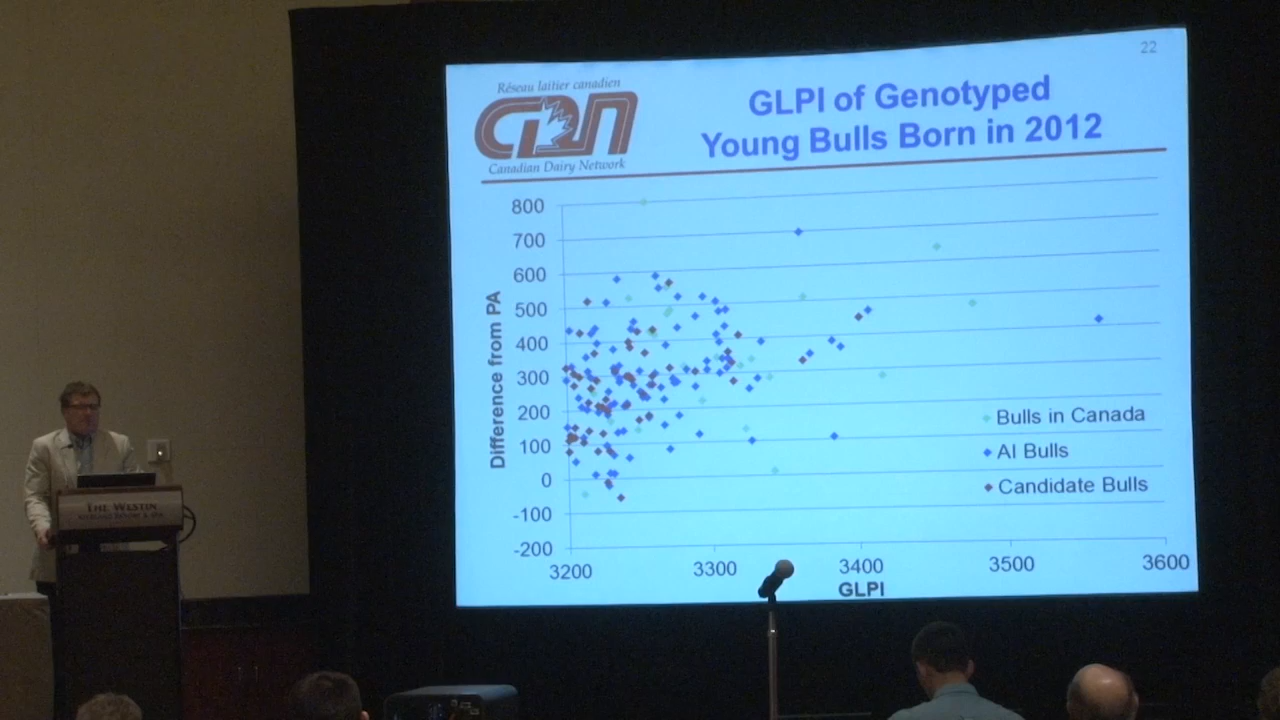 22
Réseau laitier canadien
CDN
Canadian Dairy Network
GLPI of Genotyped
Young Bulls Born in 2012
800
700
600
500
400
300
200
100
0
-100
-200
Difference from PA
Bulls in Canada
AI Bulls
Candidate Bulls
3200
3300
3400
3500
3600
GLPI
THE WESTIN